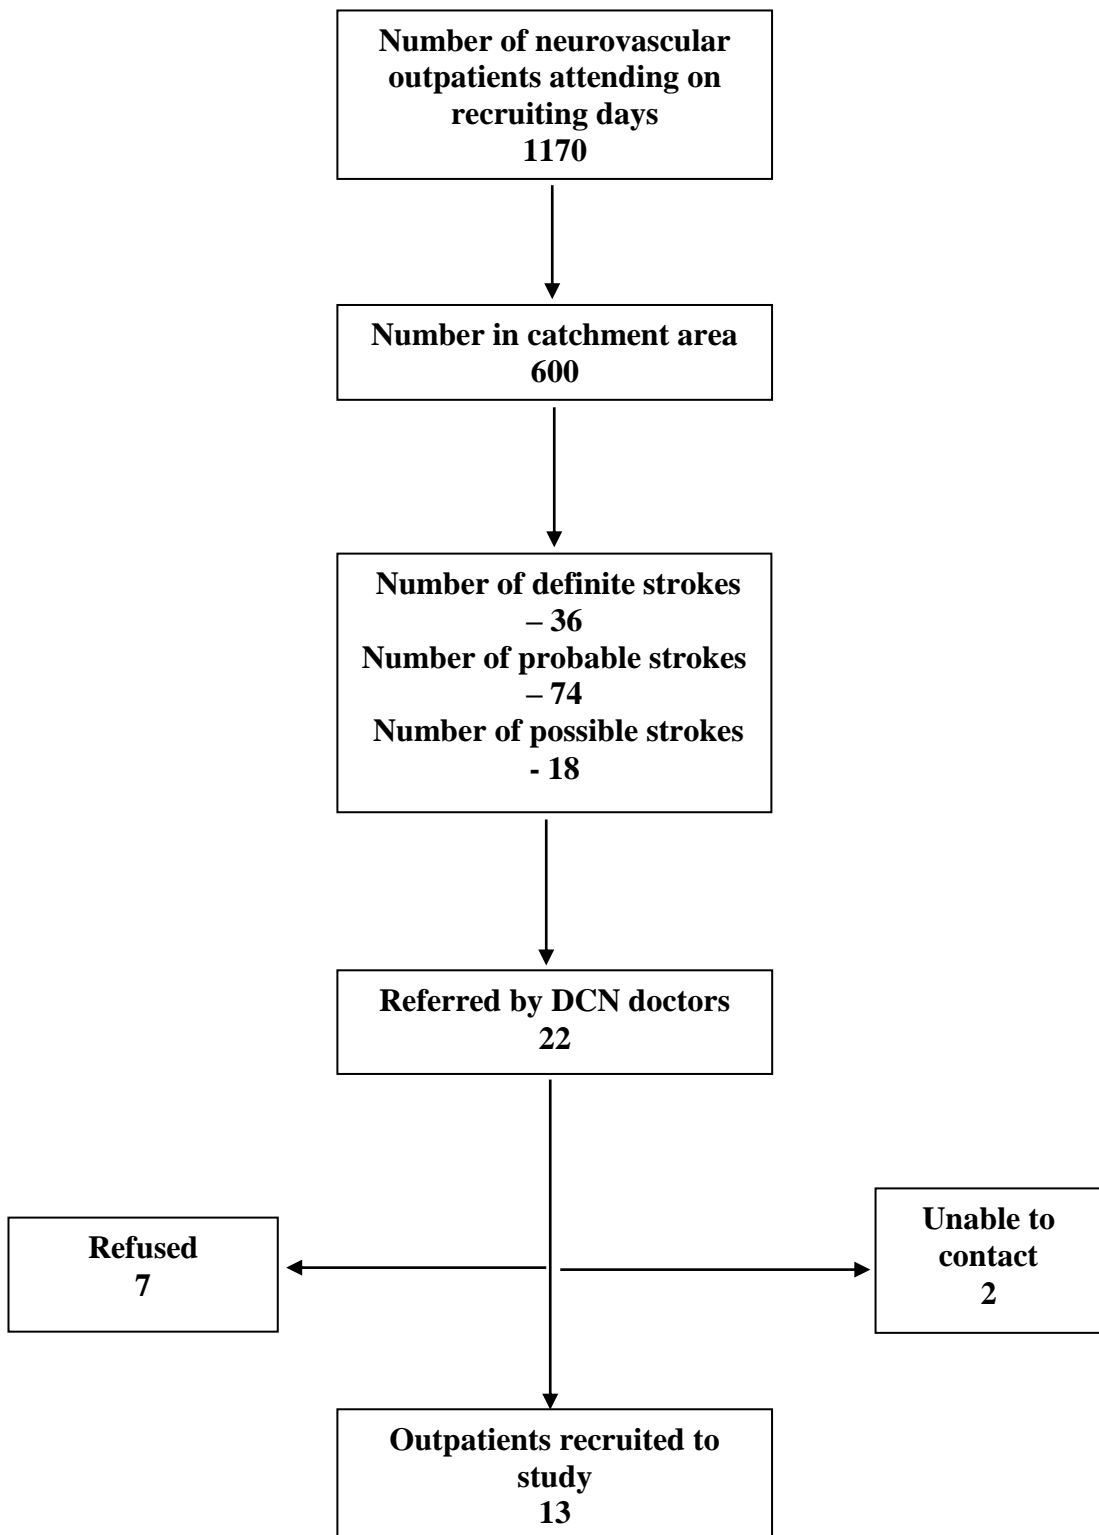 Number of neurovascular
outpatients attending on
recruiting days
1170
Number in catchment area
600
Number of definite strokes
– 36
Number of probable strokes
– 74
Number of possible strokes
- 18
Referred by DCN doctors
22
Refused
7
Unable to
contact
2
Outpatients recruited to
study
13